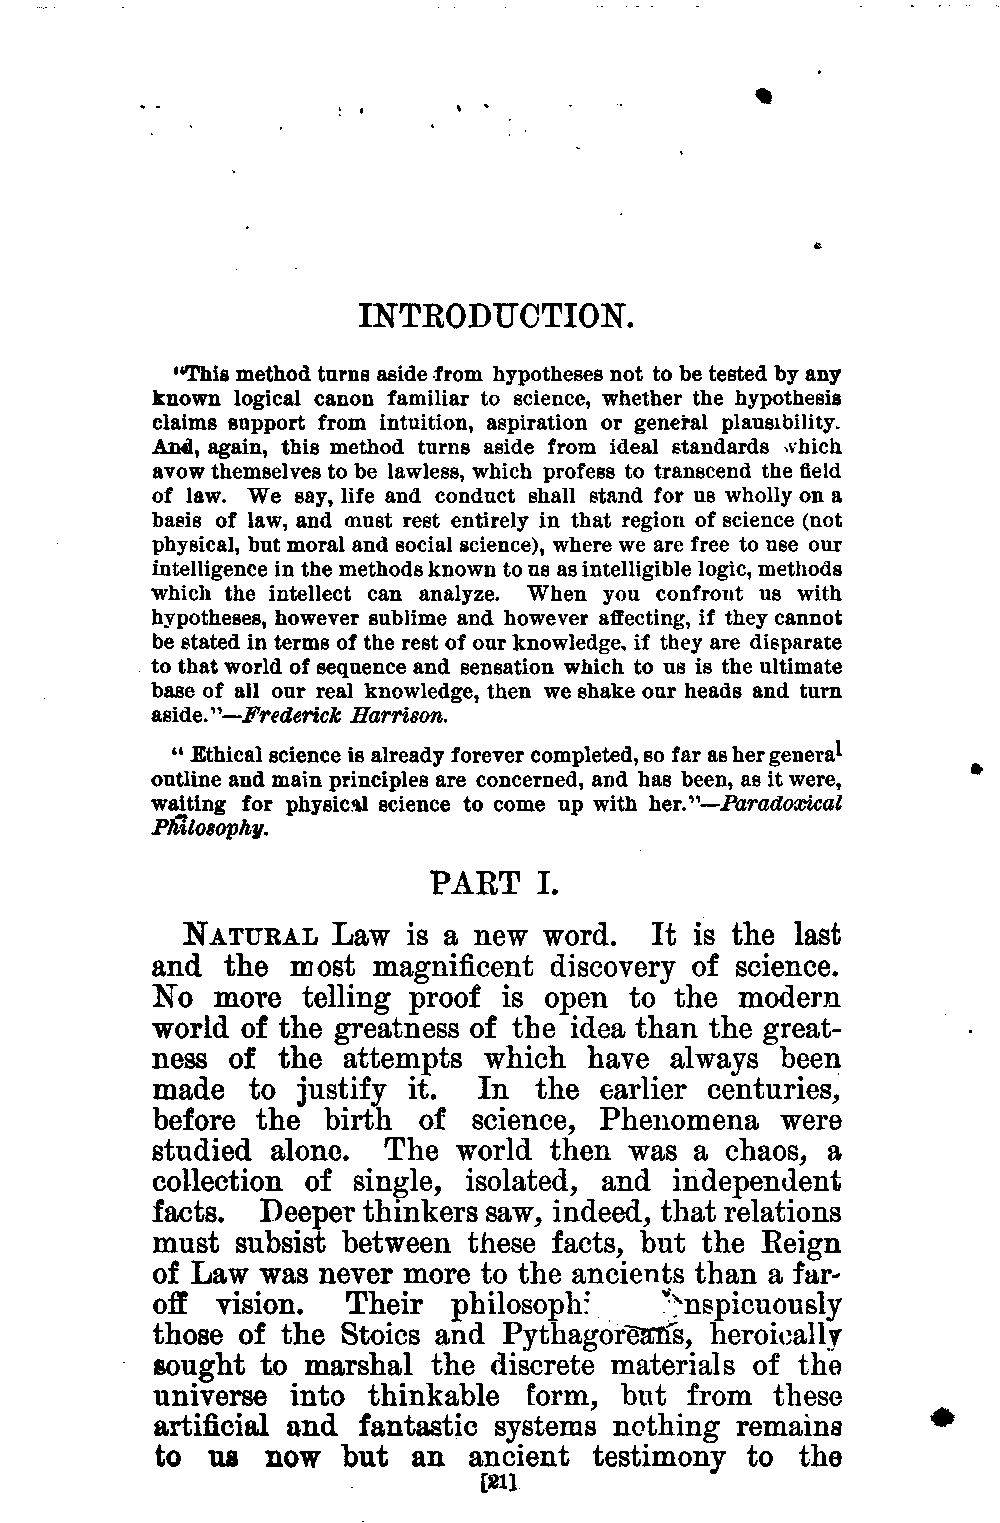 INTRODUCTION.
"This method turns aside from hypotheses not to be tested by any
known logical canon familiar to science, whether the hypothesis
claims support from intuition, aspiration or general plausibility.
And, again, this method turns aside from ideal standards which
avow themselves to be lawless, which profess to transcend the field
of law. We say, life and conduct shall stand for us wholly on a
basis of law, and must rest entirely in that region of science (not
physical, but moral and social science), where we are free to use our
intelligence in the methods known to us as intelligible logic, methods
which the intellect can analyze. When you confront us with
hypotheses, however sublime and however affecting, if they cannot
be stated in terms of the rest of our knowledge, if they are disparate
to that world of sequence and sensation which to us is the ultimate
base of all our real knowledge, then we shake our heads and turn
aside."—Frederick Harrison.
" Ethical science is already forever completed, so far as her general
outline and main principles are concerned, and has been, as it were,
waiting for physical science to come up with her."—Paradoxical
Philosophy.
PART I.
NATURAL Law is a new word. It is the last
and the most magnificent discovery of science.
No more telling proof is open to the modern
world of the greatness of the idea than the great-
ness of the attempts which have always been
made to justify it. In the earlier centuries,
before the birth of science, Phenomena were
studied alone. The world then was a chaos, a
collection of single, isolated, and independent
facts. Deeper thinkers saw, indeed, that relations
must subsist between these facts, but the Reign
of Law was never more to the ancients than a far-
off vision. Their
those of the Stoics and Pythagoreans, heroically
sought to marshal the discrete materials of the
universe into thinkable form, but from these
artificial and fantastic systems nothing remains
to us now but an ancient testimony to the
[21]